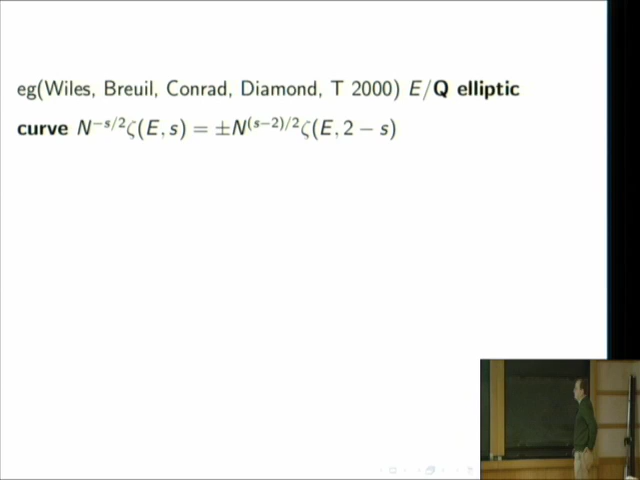 eg(Wiles, Breuil, Conrad, Diamond, T 2000) E/Q elliptic
curve N^{-s/2}ζ(E, s) = ±N^{(s−2)/2}ζ(E, 2 − s)